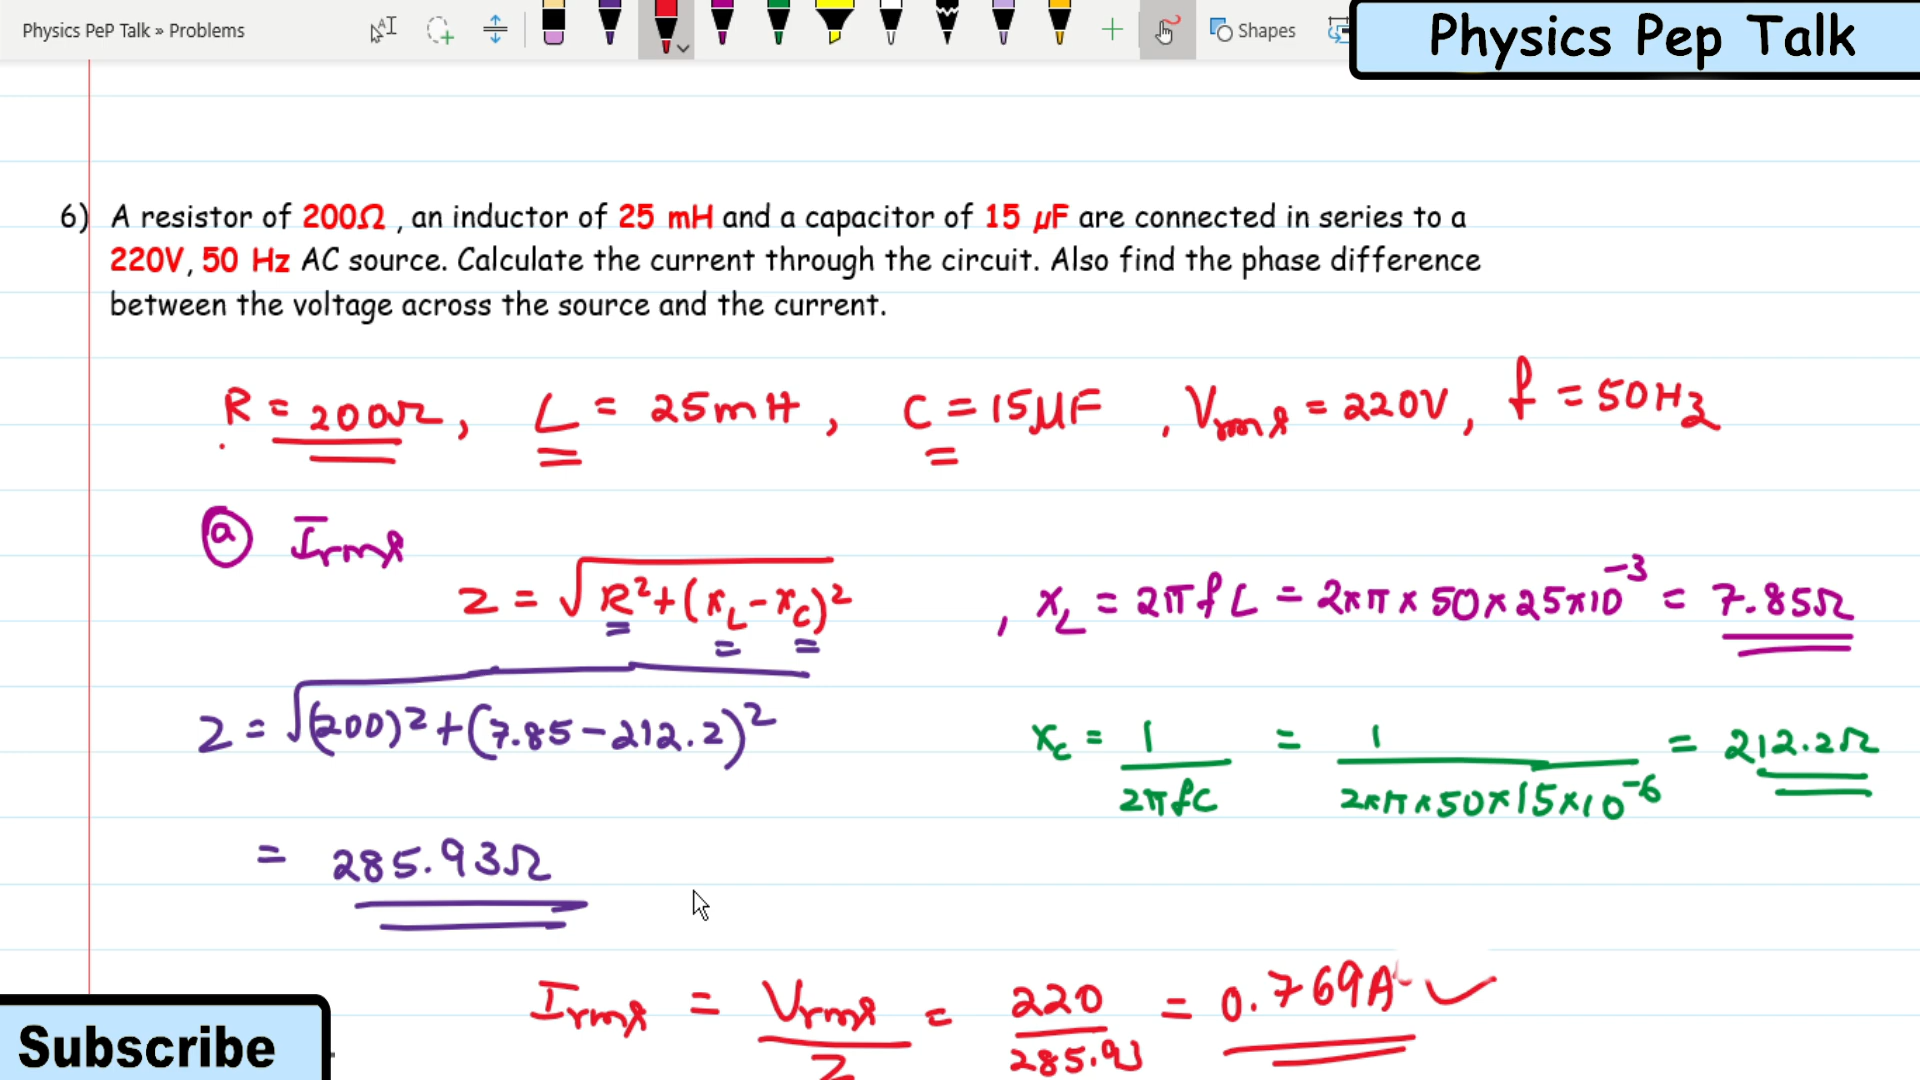 Physics PeP Talk » Problems
Shapes
Physics Pep Talk
6) A resistor of 200Ω , an inductor of 25 mH and a capacitor of 15 μF are connected in series to a
220V, 50 Hz AC source. Calculate the current through the circuit. Also find the phase difference
between the voltage across the source and the current.
R = 200Ω, L = 25mH, C = 15μF, Vrms = 220V, f = 50Hz
(a) Irms
Z = √R²+(XL-XC)² , XL = 2πfL = 2×π×50×25×10⁻³ = 7.85Ω
Z = √(200)²+(7.85-212.2)²
XC = 1/2πfC = 1/2×π×50×15×10⁻⁶ = 212.2Ω
= 285.93Ω
Irms = Vrms/Z = 220/285.93 = 0.769A
Subscribe